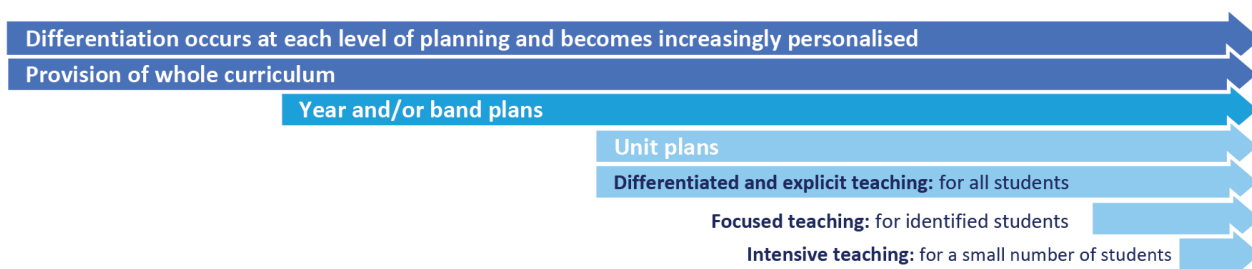 Differentiation occurs at each level of planning and becomes increasingly personalised
Provision of whole curriculum
Year and/or band plans
Unit plans
Differentiated and explicit teaching: for all students
Focused teaching: for identified students
Intensive teaching: for a small number of students